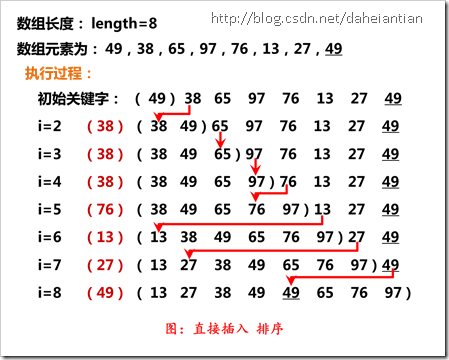 http://blog.csdn.net/daheiantian
数组长度： length=8
数组元素为： 49 , 38 , 65 , 97 , 76 , 13 , 27 , 49
执行过程：
初始关键字： ( 49 ) 38 65 97 76 13 27 49
i=2 ( 38 ) ( 38 49 ) 65 97 76 13 27 49
i=3 ( 38 ) ( 38 49 65 ) 97 76 13 27 49
i=4 ( 38 ) ( 38 49 65 97 ) 76 13 27 49
i=5 ( 76 ) ( 38 49 65 76 97 ) 13 27 49
i=6 ( 13 ) ( 13 38 49 65 76 97 ) 27 49
i=7 ( 27 ) ( 13 27 38 49 65 76 97 ) 49
i=8 ( 49 ) ( 13 27 38 49 49 65 76 97 )
图：直接插入 排序